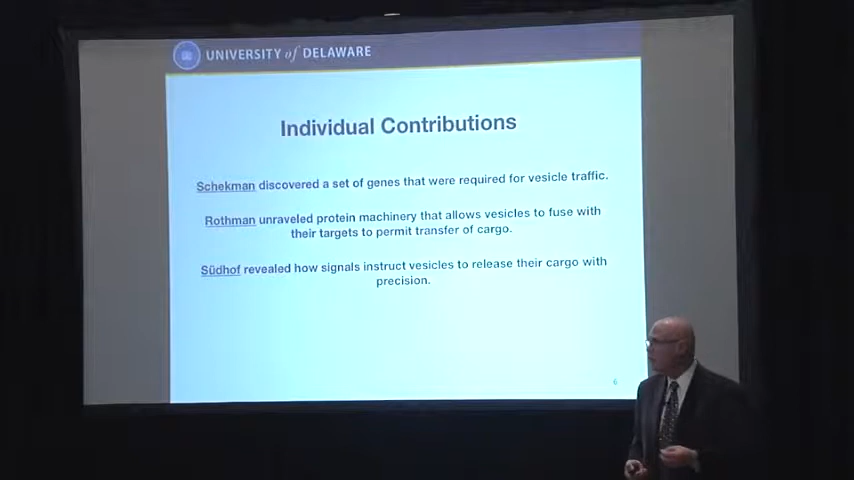 UNIVERSITY of DELAWARE
Individual Contributions
Schekman discovered a set of genes that were required for vesicle traffic.
Rothman unraveled protein machinery that allows vesicles to fuse with
their targets to permit transfer of cargo.
Südhof revealed how signals instruct vesicles to release their cargo with
precision.
6